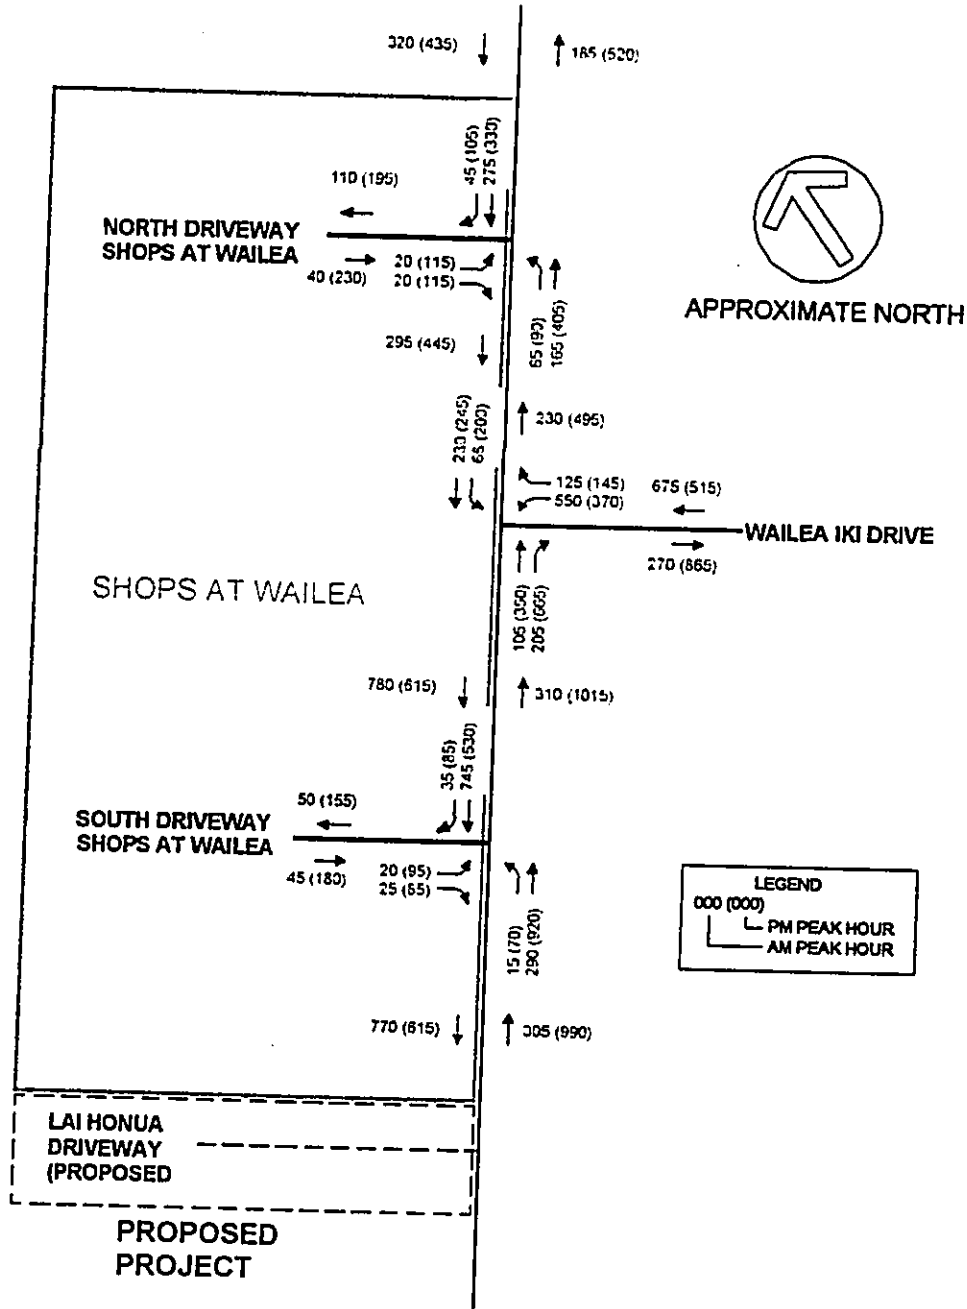 320 (435)
185 (520)
45 (105)
275 (330)
110 (195)
NORTH DRIVEWAY
SHOPS AT WAILEA
40 (230)
20 (115)
20 (115)
APPROXIMATE NORTH
65 (90)
165 (405)
295 (445)
230 (245)
65 (200)
230 (495)
125 (145)
550 (370)
675 (515)
WAILEA IKI DRIVE
270 (865)
SHOPS AT WAILEA
105 (350)
205 (665)
780 (615)
310 (1015)
35 (85)
745 (530)
50 (155)
SOUTH DRIVEWAY
SHOPS AT WAILEA
45 (180)
20 (95)
25 (85)
15 (70)
290 (920)
LEGEND
000 (000)
PM PEAK HOUR
AM PEAK HOUR
770 (615)
305 (990)
LAI HONUA
DRIVEWAY
(PROPOSED
PROPOSED
PROJECT